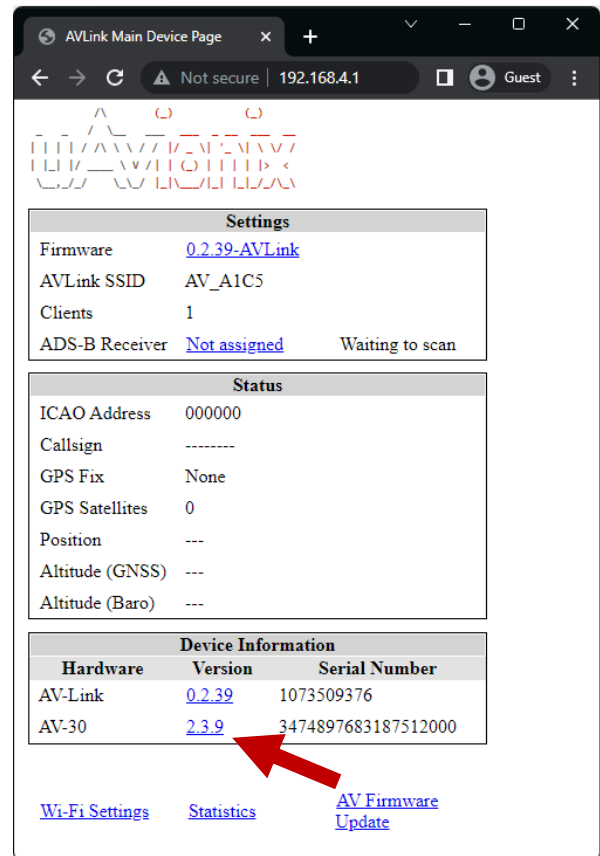 AVLink Main Device Page
Not secure 192.168.4.1 Guest
uAvionix
Settings
Firmware 0.2.39-AVLink
AVLink SSID AV_A1C5
Clients 1
ADS-B Receiver Not assigned Waiting to scan
Status
ICAO Address 000000
Callsign --------
GPS Fix None
GPS Satellites 0
Position ---
Altitude (GNSS) ---
Altitude (Baro) ---
Device Information
Hardware Version Serial Number
AV-Link 0.2.39 1073509376
AV-30 2.3.9 3474897683187512000
Wi-Fi Settings Statistics AV Firmware
Update